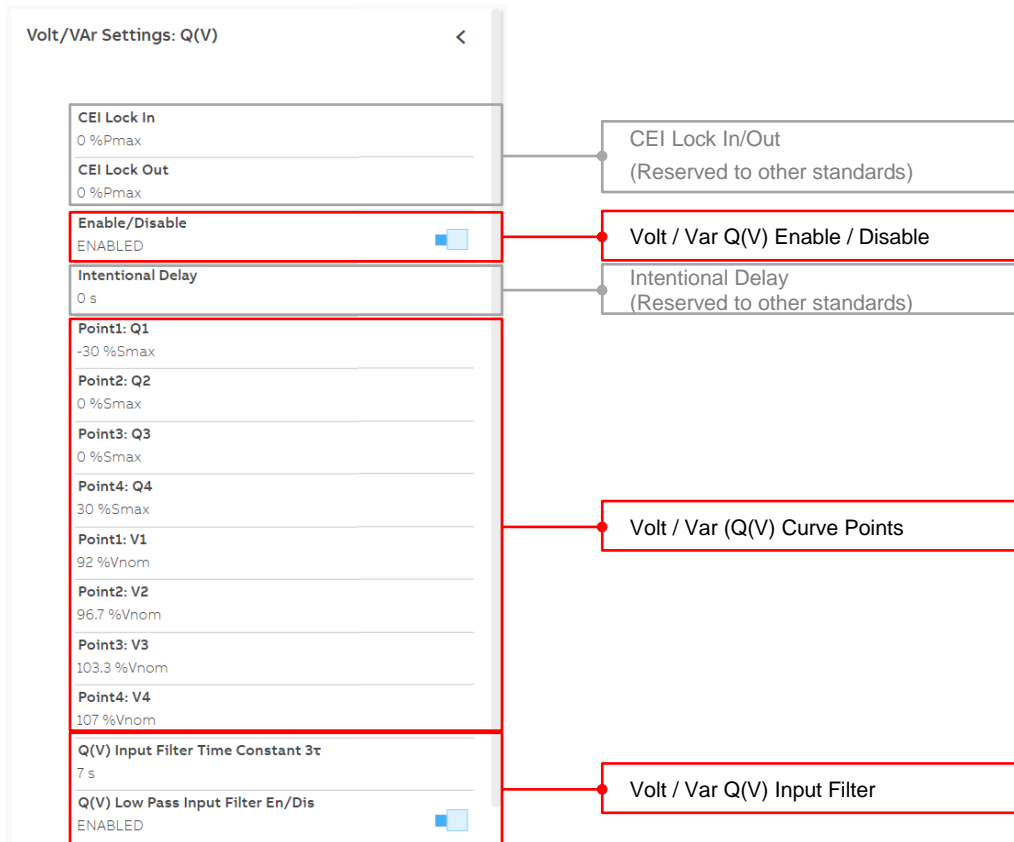 Volt/VAr Settings: Q(V)
CEI Lock In
0 %Pmax
CEI Lock Out
0 %Pmax
Enable/Disable
ENABLED
Intentional Delay
0 s
Point1: Q1
-30 %Smax
Point2: Q2
0 %Smax
Point3: Q3
0 %Smax
Point4: Q4
30 %Smax
Point1: V1
92 %Vnom
Point2: V2
96.7 %Vnom
Point3: V3
103.3 %Vnom
Point4: V4
107 %Vnom
Q(V) Input Filter Time Constant 3τ
7 s
Q(V) Low Pass Input Filter En/Dis
ENABLED
CEI Lock In/Out
(Reserved to other standards)
Volt / Var Q(V) Enable / Disable
Intentional Delay
(Reserved to other standards)
Volt / Var (Q(V) Curve Points
Volt / Var Q(V) Input Filter